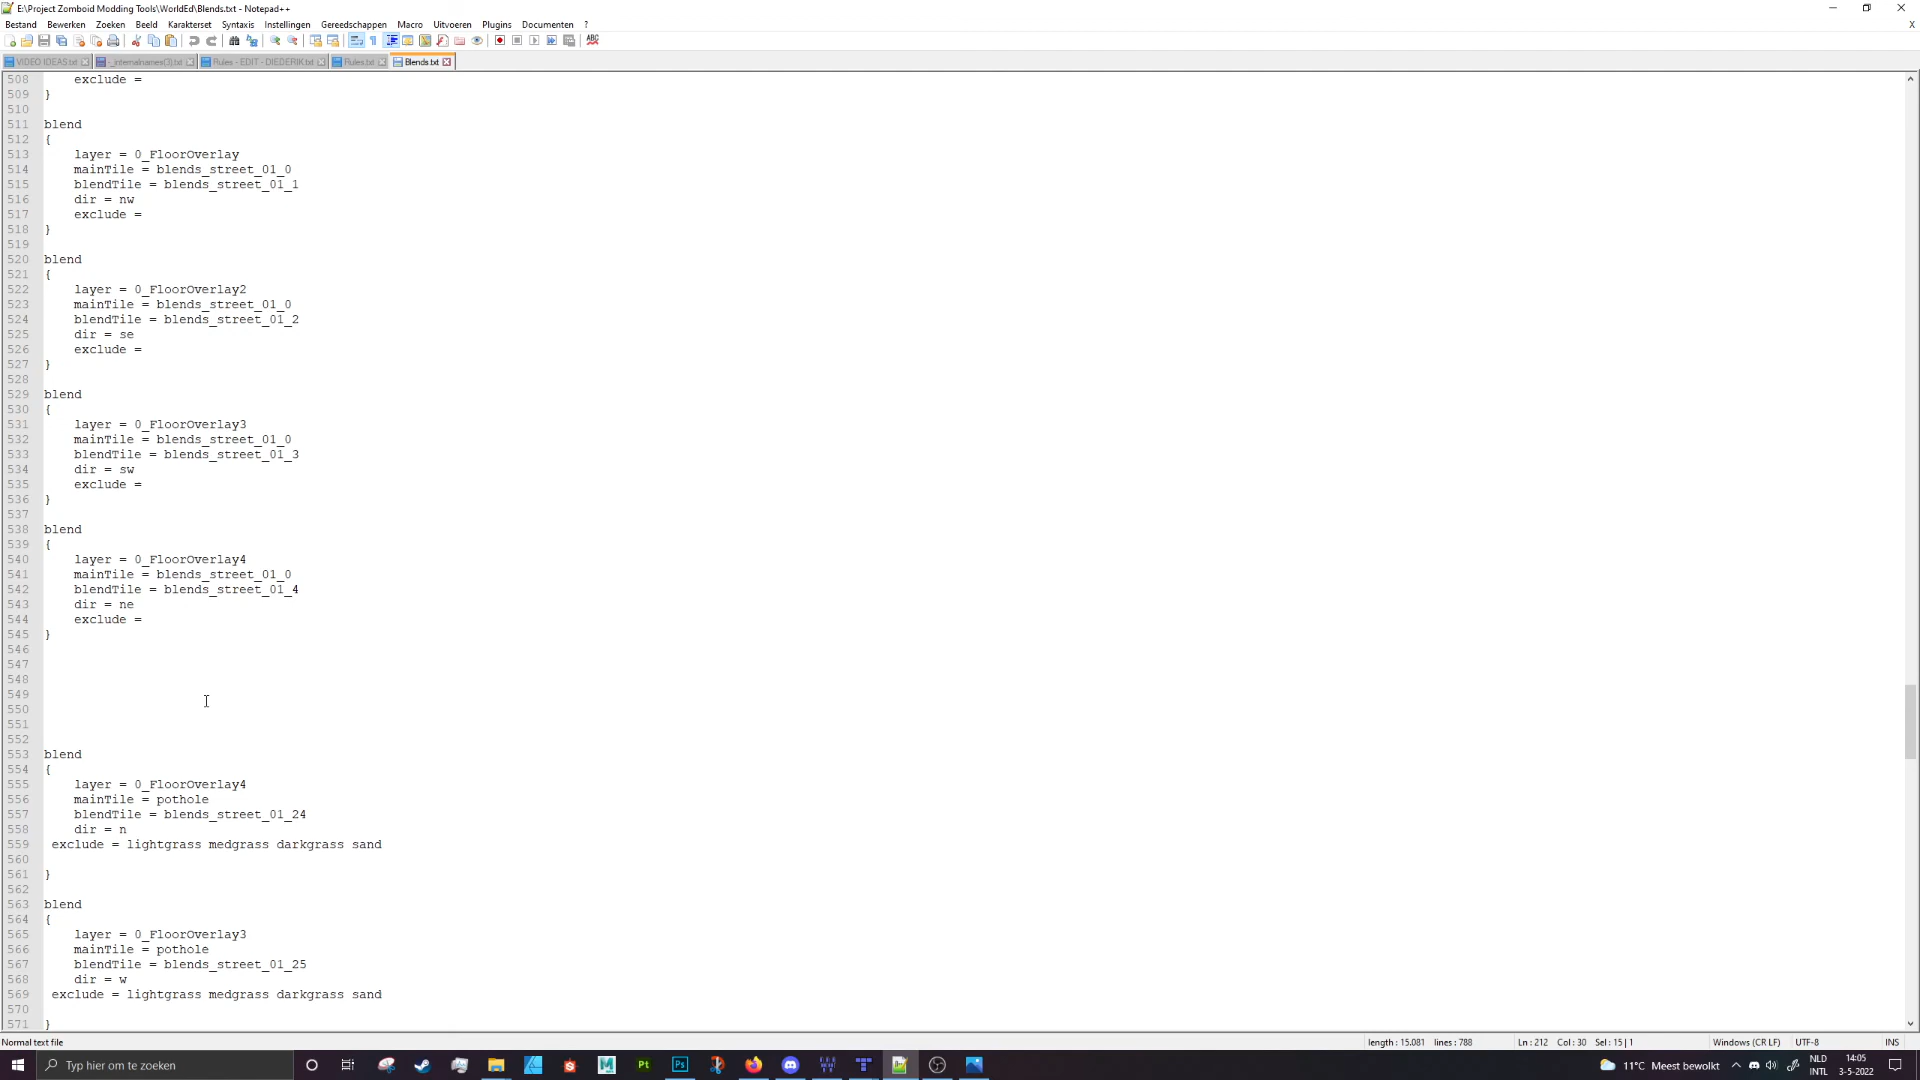 E:\Project Zomboid Modding Tools\WorldEd\Blends.txt - Notepad++
Bestand Bewerken Zoeken Beeld Karakterset Syntaxis Instellingen Gereedschappen Macro Uitvoeren Plugins Documenten ? X
VIDEO IDEAS.txt _internalnames(3).txt Rules - EDIT - DIEDERIK.txt Rules.txt Blends.txt
508 exclude =
509 }
510
511 blend
512 {
513 layer = 0_FloorOverlay
514 mainTile = blends_street_01_0
515 blendTile = blends_street_01_1
516 dir = nw
517 exclude =
518 }
519
520 blend
521 {
522 layer = 0_FloorOverlay2
523 mainTile = blends_street_01_0
524 blendTile = blends_street_01_2
525 dir = se
526 exclude =
527 }
528
529 blend
530 {
531 layer = 0_FloorOverlay3
532 mainTile = blends_street_01_0
533 blendTile = blends_street_01_3
534 dir = sw
535 exclude =
536 }
537
538 blend
539 {
540 layer = 0_FloorOverlay4
541 mainTile = blends_street_01_0
542 blendTile = blends_street_01_4
543 dir = ne
544 exclude =
545 }
546
547
548
549
550
551
552
553 blend
554 {
555 layer = 0_FloorOverlay4
556 mainTile = pothole
557 blendTile = blends_street_01_24
558 dir = n
559 exclude = lightgrass medgrass darkgrass sand
560
561 }
562
563 blend
564 {
565 layer = 0_FloorOverlay3
566 mainTile = pothole
567 blendTile = blends_street_01_25
568 dir = w
569 exclude = lightgrass medgrass darkgrass sand
570
571 }
Normal text file length : 15.081 lines : 788 Ln : 212 Col : 30 Sel : 15 | 1 Windows (CR LF) UTF-8 INS
Typ hier om te zoeken 11°C Meest bewolkt NLD 14:05
INTL 3-5-2022